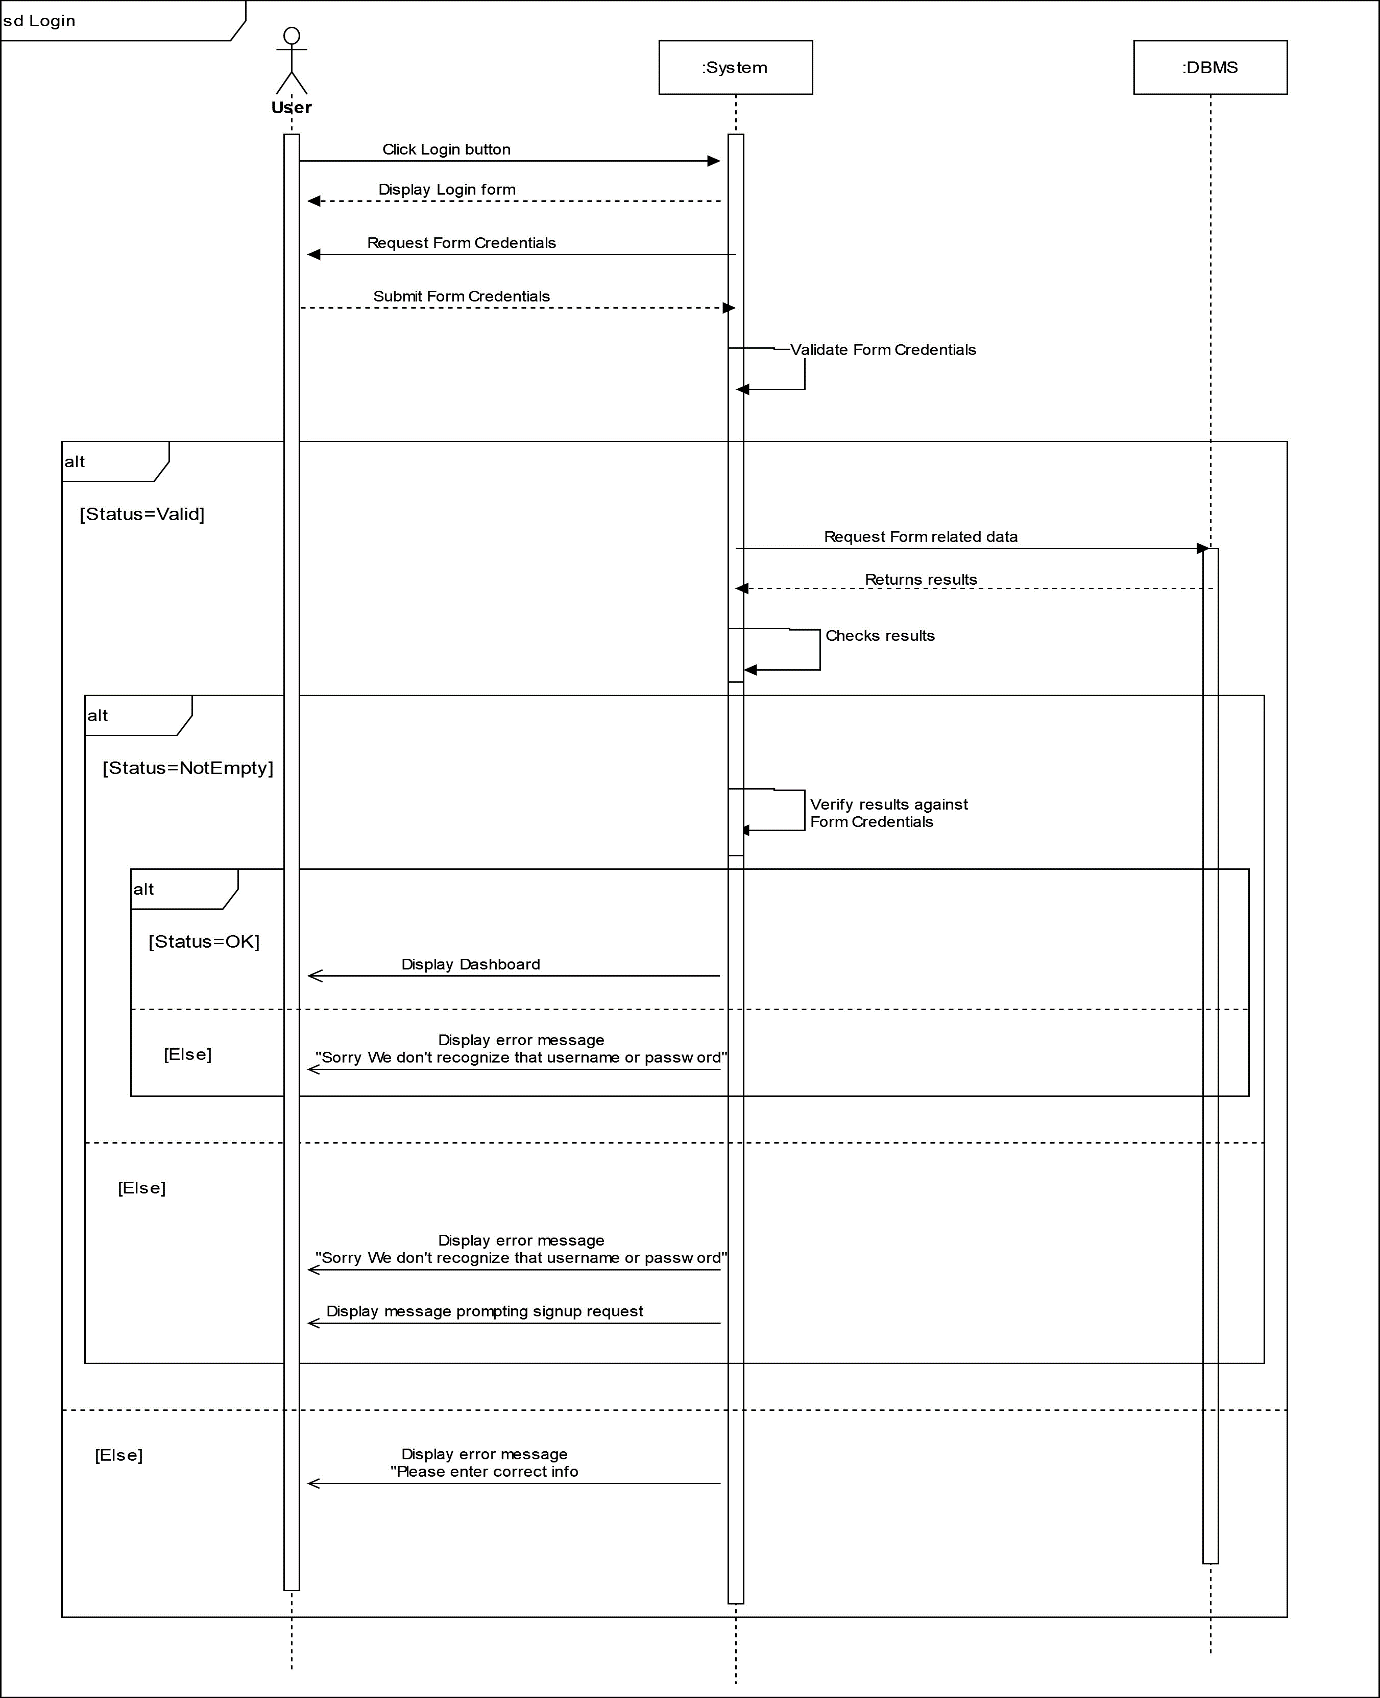 sd Login
User
:System
:DBMS
Click Login button
Display Login form
Request Form Credentials
Submit Form Credentials
Validate Form Credentials
alt
[Status=Valid]
Request Form related data
Returns results
Checks results
alt
[Status=NotEmpty]
Verify results against
Form Credentials
alt
[Status=OK]
Display Dashboard
[Else]
Display error message
"Sorry We don't recognize that username or password"
[Else]
Display error message
"Sorry We don't recognize that username or password"
Display message prompting signup request
[Else]
Display error message
"Please enter correct info